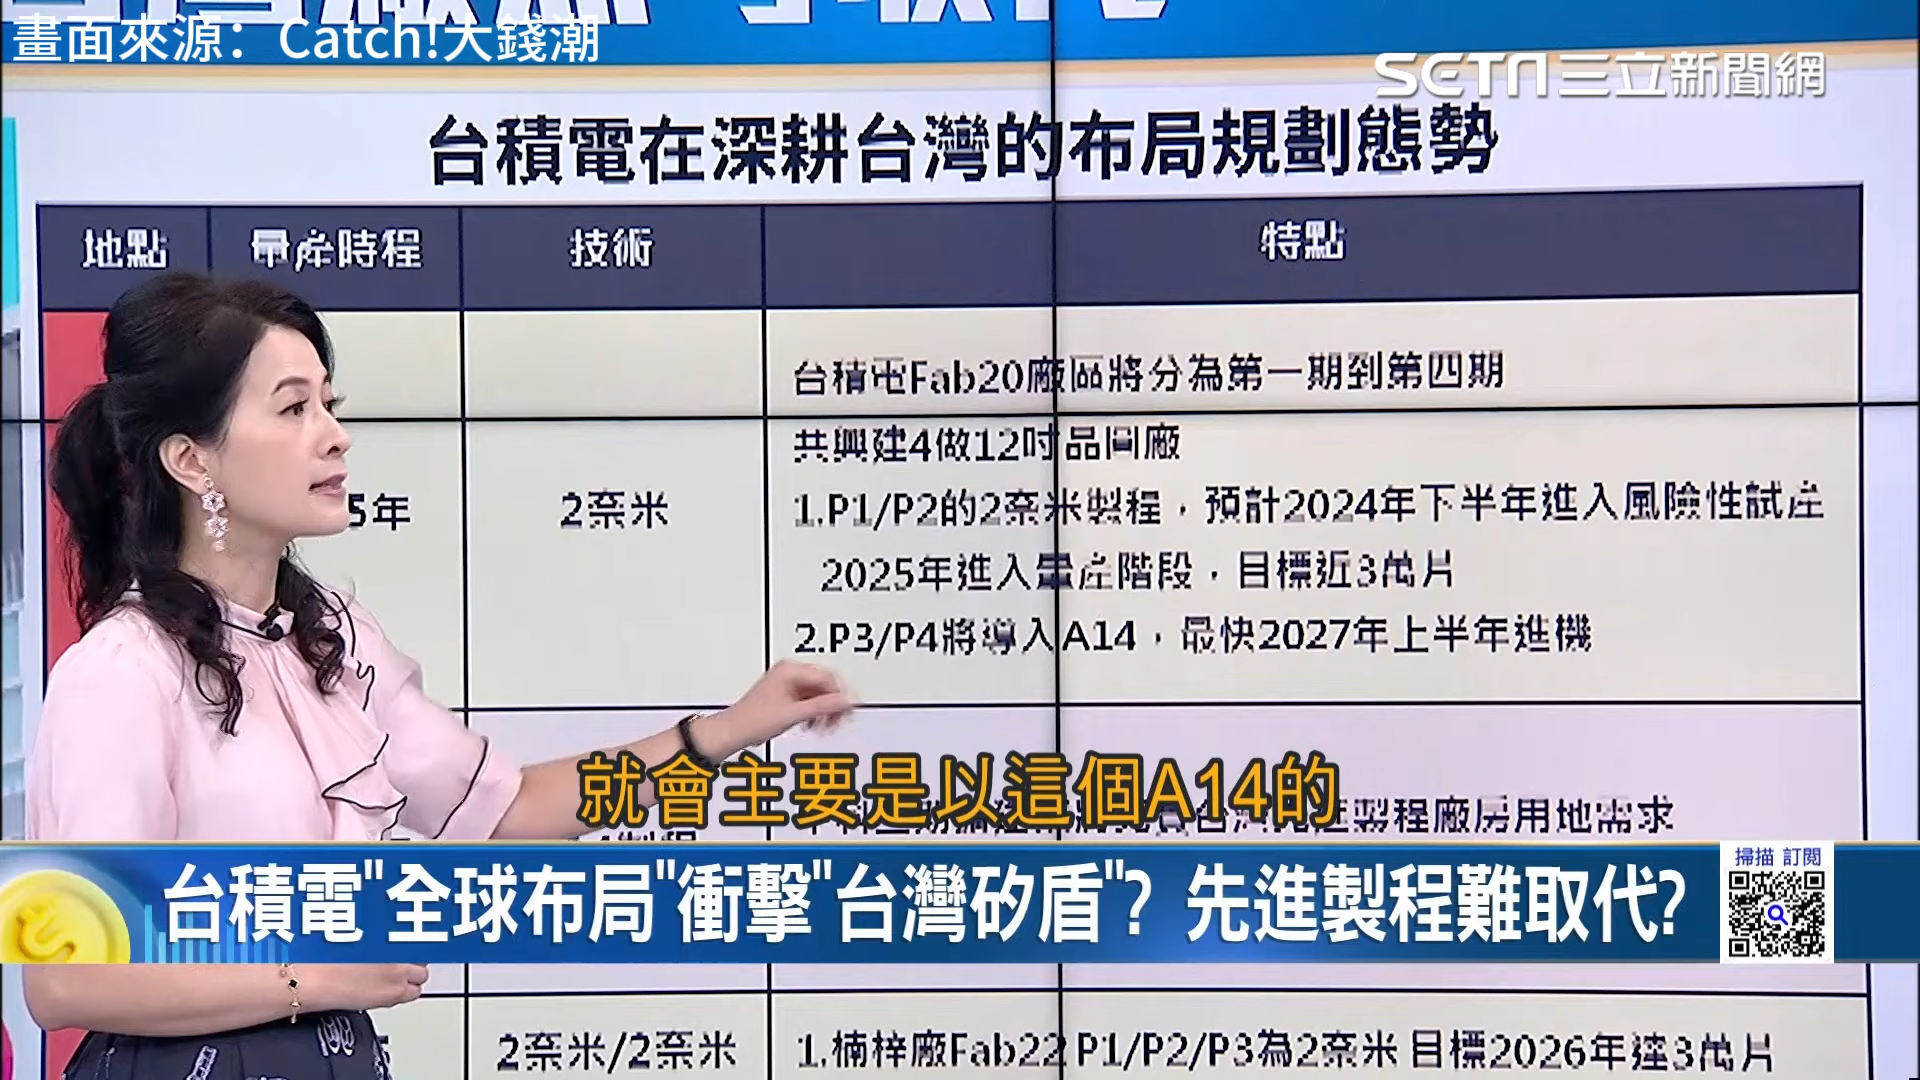 畫面來源：Catch!大錢潮
SETN三立新聞網
台積電在深耕台灣的布局規劃態勢
地點 量產時程 技術 特點
台積電Fab20廠區將分為第一期到第四期
共興建4做12吋晶圓廠
5年 2奈米 1.P1/P2的2奈米製程，預計2024年下半年進入風險性試產
2025年進入量產階段，目標近3萬片
2.P3/P4將導入A14，最快2027年上半年進機
就會主要是以這個A14的
台灣先進製程廠房用地需求
台積電"全球布局"衝擊"台灣矽盾"? 先進製程難取代?
掃描 訂閱
2奈米/2奈米 1.楠梓廠Fab22 P1/P2/P3為2奈米 目標2026年達3萬片